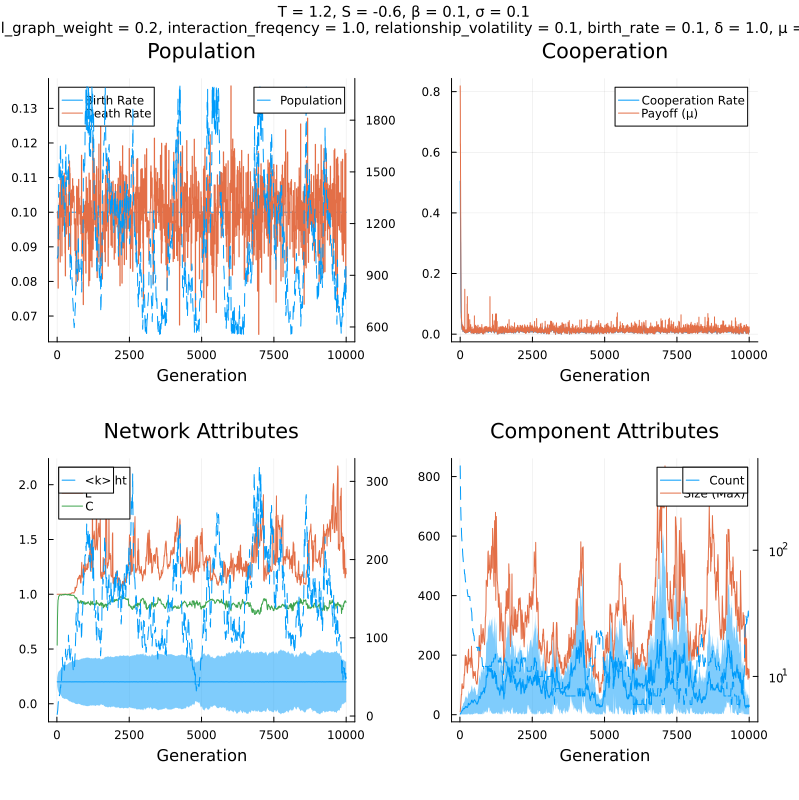 T = 1.2, S = -0.6, β = 0.1, σ = 0.1
l_graph_weight = 0.2, interaction_freqency = 1.0, relationship_volatility = 0.1, birth_rate = 0.1, δ = 1.0, μ =
Population
Cooperation
Birth Rate
Death Rate
Population
0.13
0.12
0.11
0.10
0.09
0.08
0.07
1800
1500
1200
900
600
0 2500 5000 7500 10000
Generation
Cooperation Rate
Payoff (μ)
0.8
0.6
0.4
0.2
0.0
0 2500 5000 7500 10000
Generation
Network Attributes
Component Attributes
<k>
ht
L
C
2.0
1.5
1.0
0.5
0.0
300
200
100
0
0 2500 5000 7500 10000
Generation
Count
Size (Max)
800
600
400
200
0
10²
10¹
0 2500 5000 7500 10000
Generation